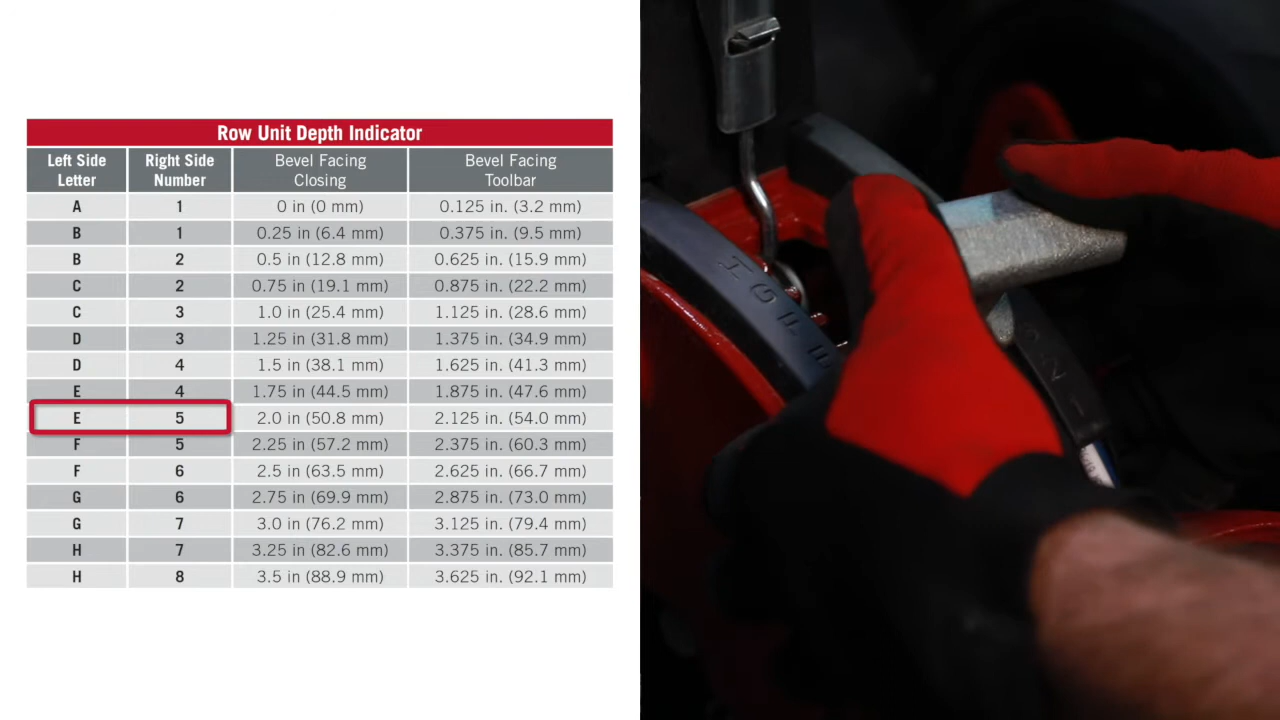 Row Unit Depth Indicator
Left Side Letter Right Side Number Bevel Facing Closing Bevel Facing Toolbar
A 1 0 in (0 mm) 0.125 in. (3.2 mm)
B 1 0.25 in (6.4 mm) 0.375 in. (9.5 mm)
B 2 0.5 in (12.8 mm) 0.625 in. (15.9 mm)
C 2 0.75 in (19.1 mm) 0.875 in. (22.2 mm)
C 3 1.0 in (25.4 mm) 1.125 in. (28.6 mm)
D 3 1.25 in (31.8 mm) 1.375 in. (34.9 mm)
D 4 1.5 in (38.1 mm) 1.625 in. (41.3 mm)
E 4 1.75 in (44.5 mm) 1.875 in. (47.6 mm)
E 5 2.0 in (50.8 mm) 2.125 in. (54.0 mm)
F 5 2.25 in (57.2 mm) 2.375 in. (60.3 mm)
F 6 2.5 in (63.5 mm) 2.625 in. (66.7 mm)
G 6 2.75 in (69.9 mm) 2.875 in. (73.0 mm)
G 7 3.0 in (76.2 mm) 3.125 in. (79.4 mm)
H 7 3.25 in (82.6 mm) 3.375 in. (85.7 mm)
H 8 3.5 in (88.9 mm) 3.625 in. (92.1 mm)
I H G F E
2 1